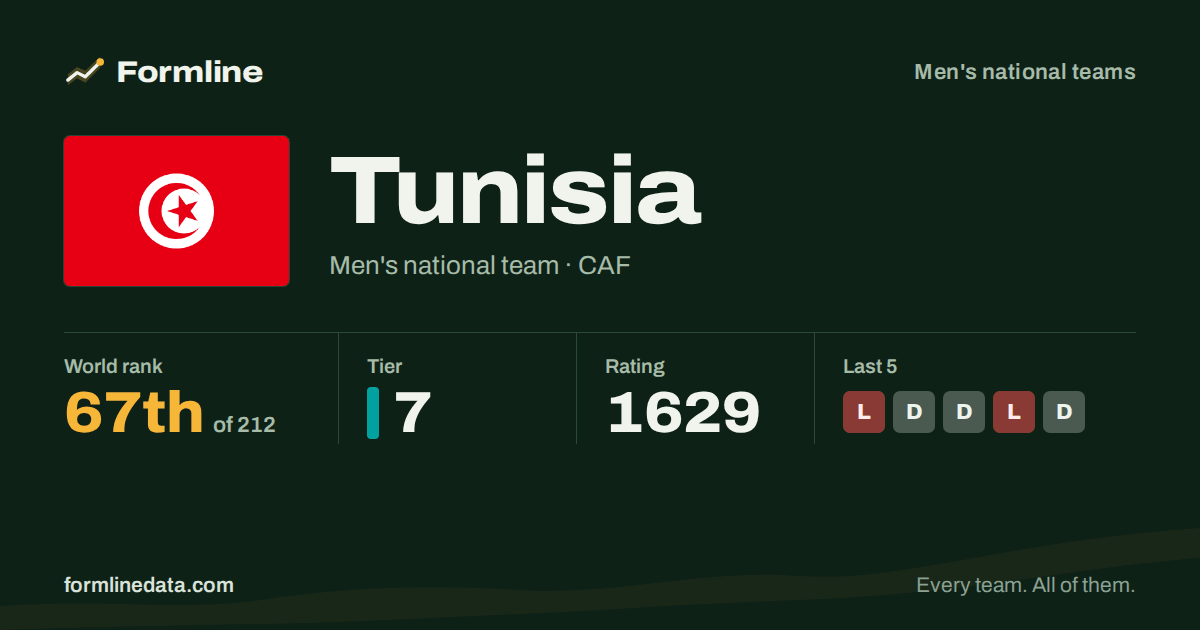 Formline
Men's national teams
Tunisia
Men's national team · CAF
World rank
67th of 212
Tier
7
Rating
1629
Last 5
L D D L D
formlinedata.com
Every team. All of them.